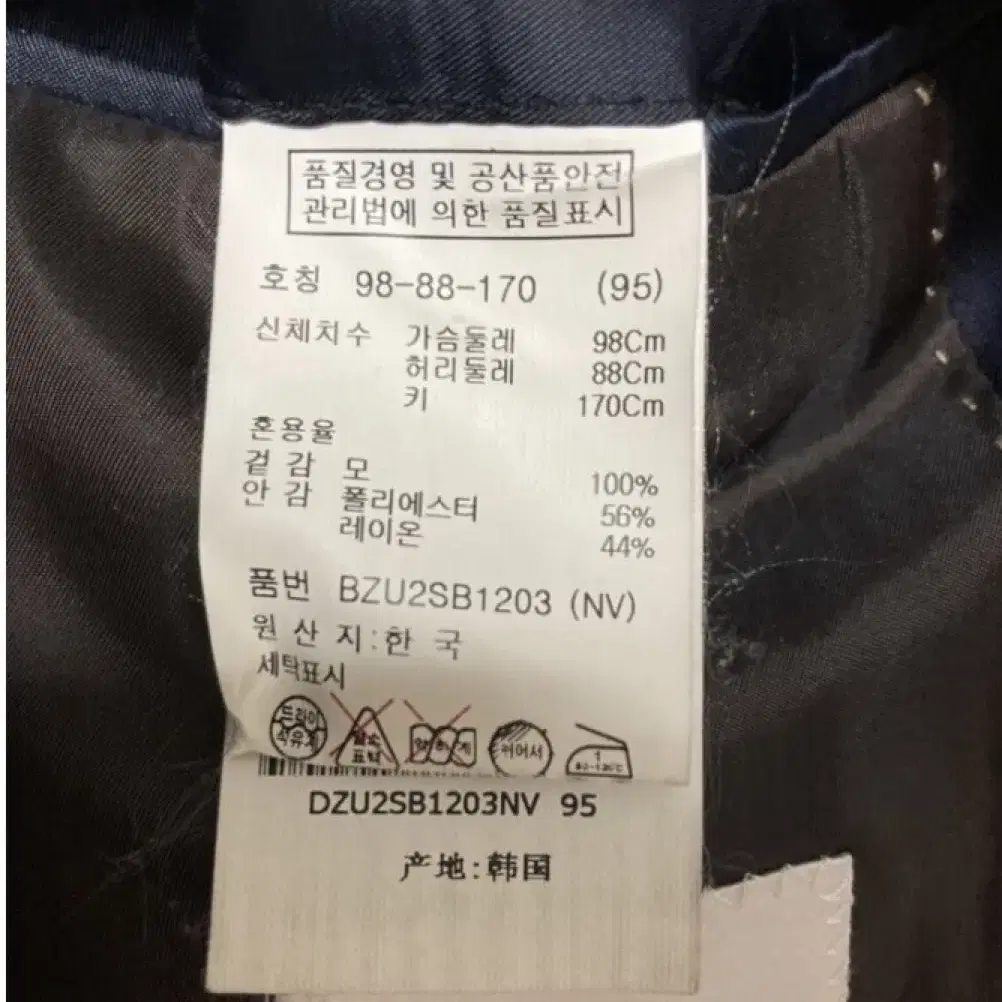 품질경영 및 공산품안전
관리법에 의한 품질표시
호칭 98-88-170 (95)
신체치수 가슴둘레 98Cm
허리둘레 88Cm
키 170Cm
혼용율
겉 감 모 100%
안 감 폴리에스터 56%
레이온 44%
품번 BZU2SB1203 (NV)
원 산 지:한 국
세탁표시
드라이
석유계
표백
뉘어서
1
DZU2SB1203NV 95
产地:韩国